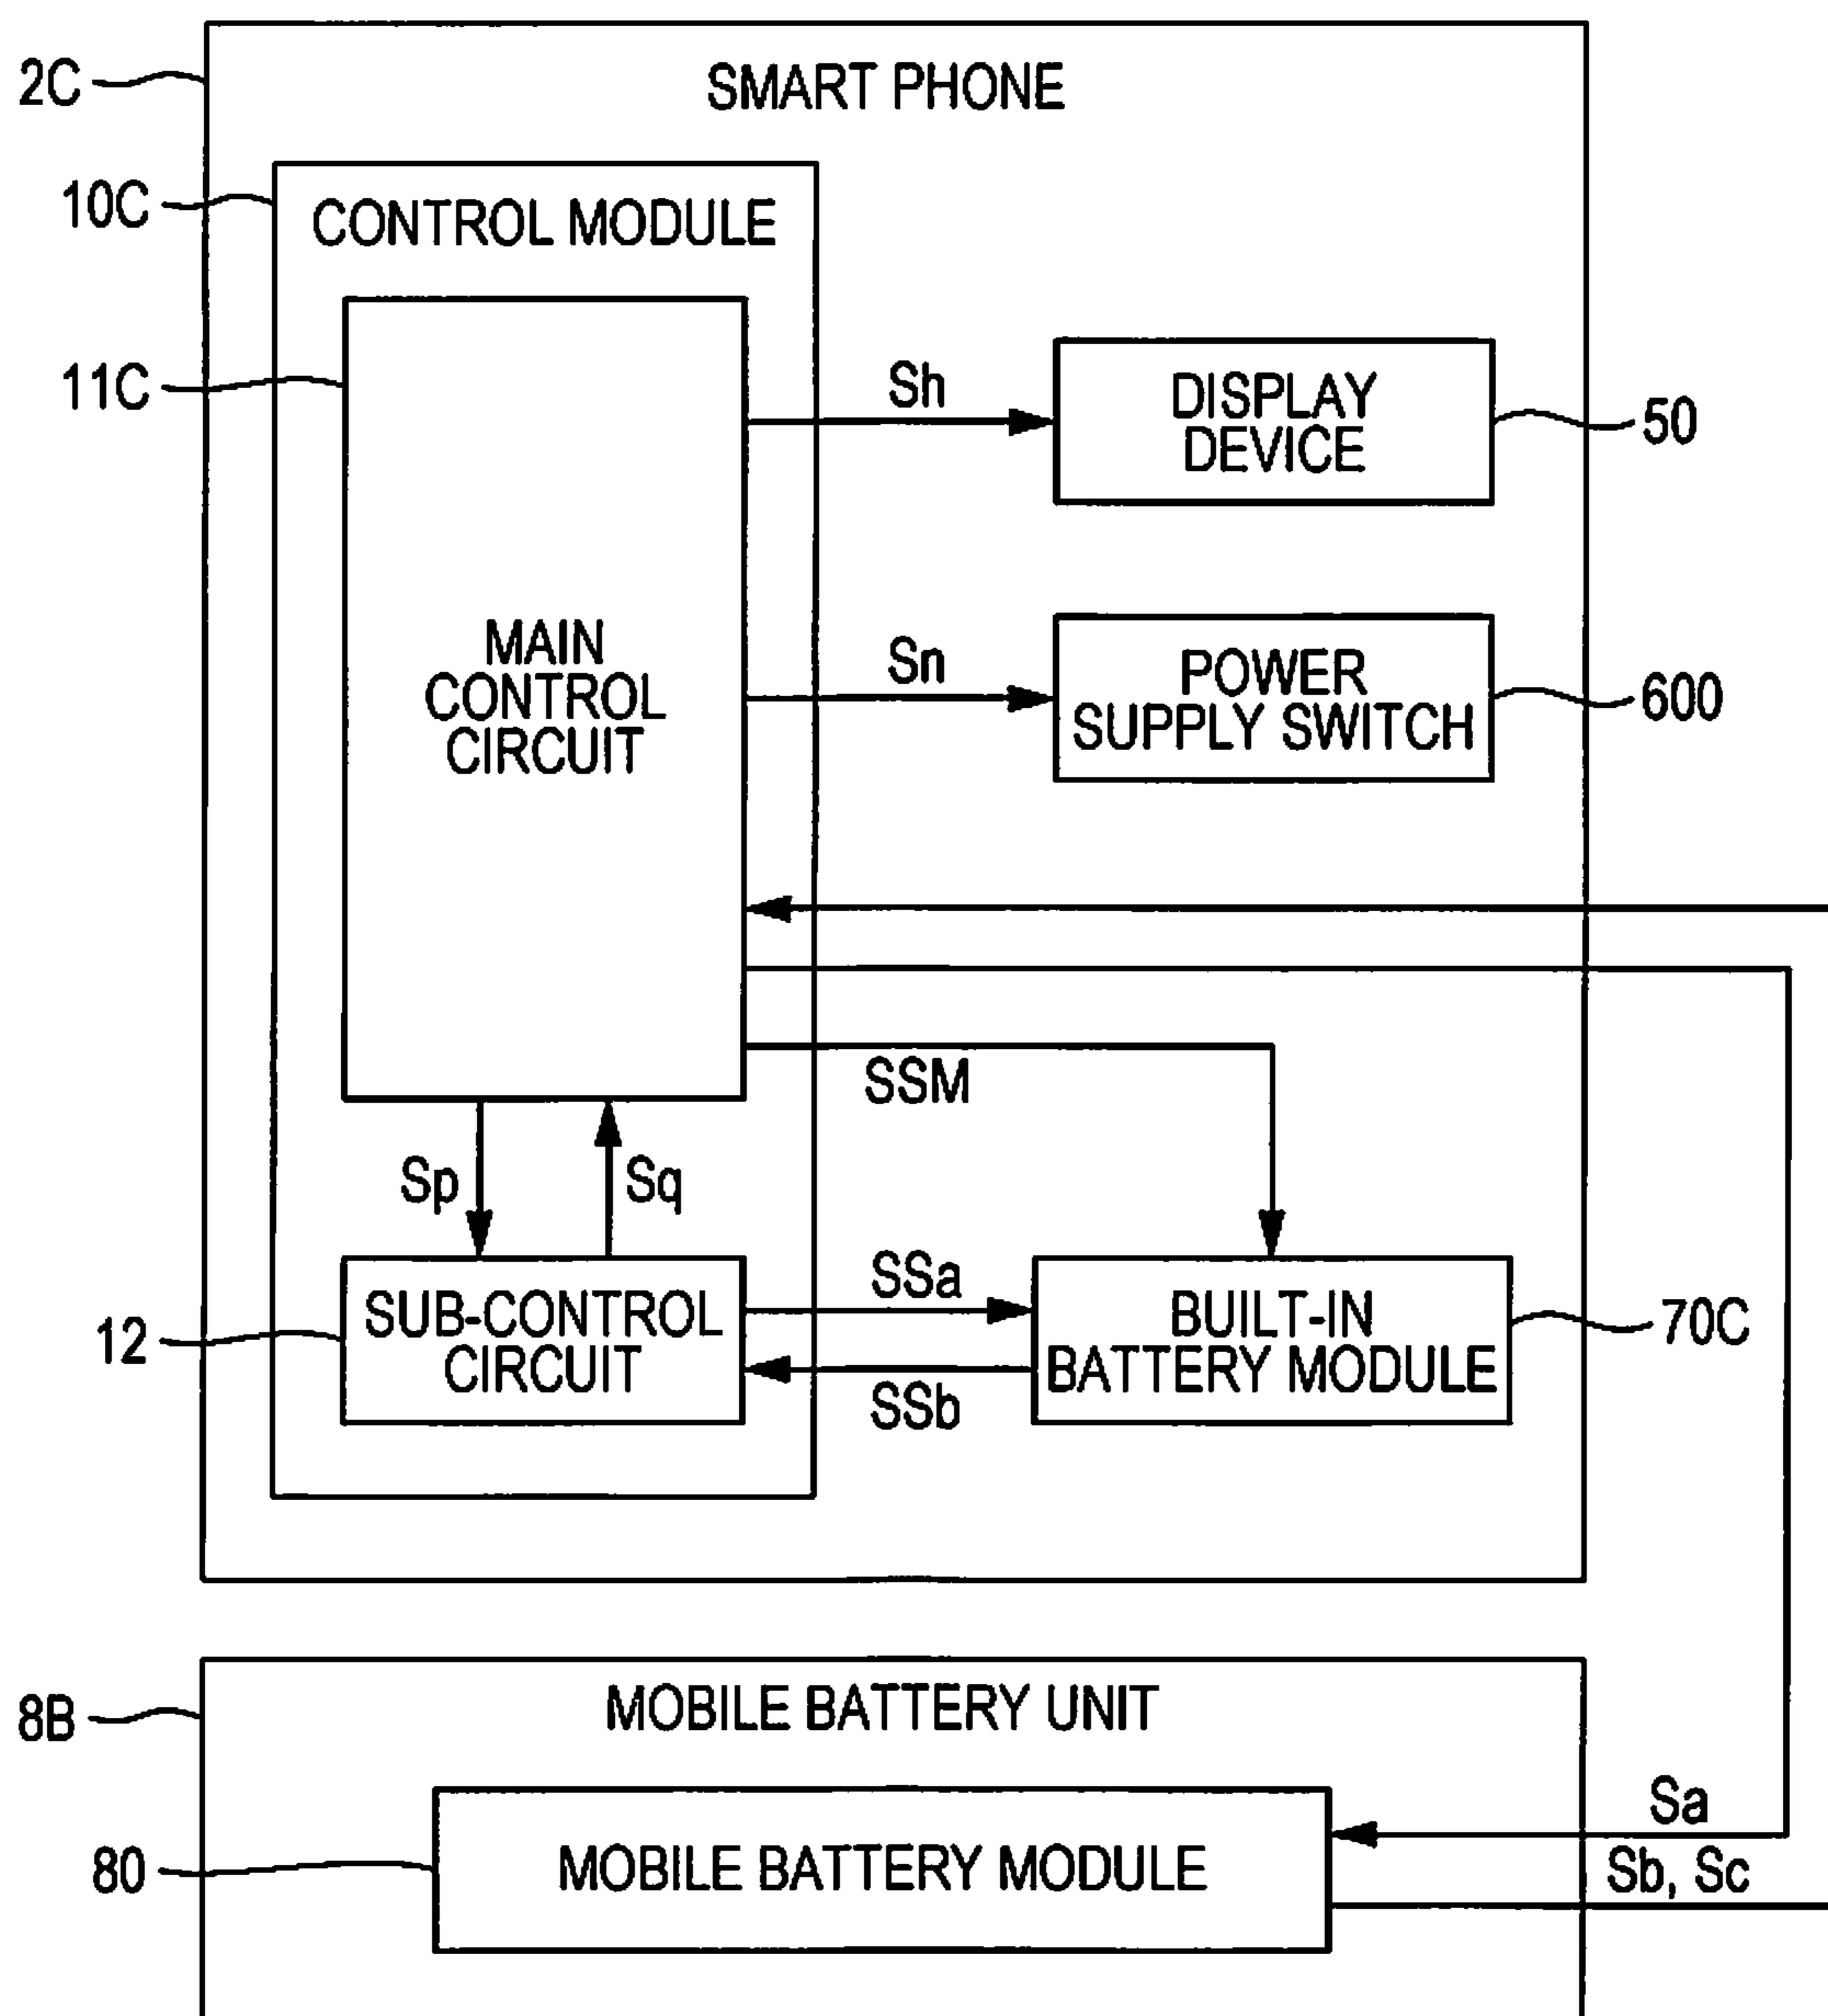 2C
SMART PHONE
10C
CONTROL MODULE
11C
Sh
DISPLAY
DEVICE
50
MAIN
CONTROL
CIRCUIT
Sn
POWER
SUPPLY SWITCH
600
SSM
Sp
Sq
12
SUB-CONTROL
CIRCUIT
SSa
SSb
BUILT-IN
BATTERY MODULE
70C
8B
MOBILE BATTERY UNIT
Sa
80
MOBILE BATTERY MODULE
Sb, Sc